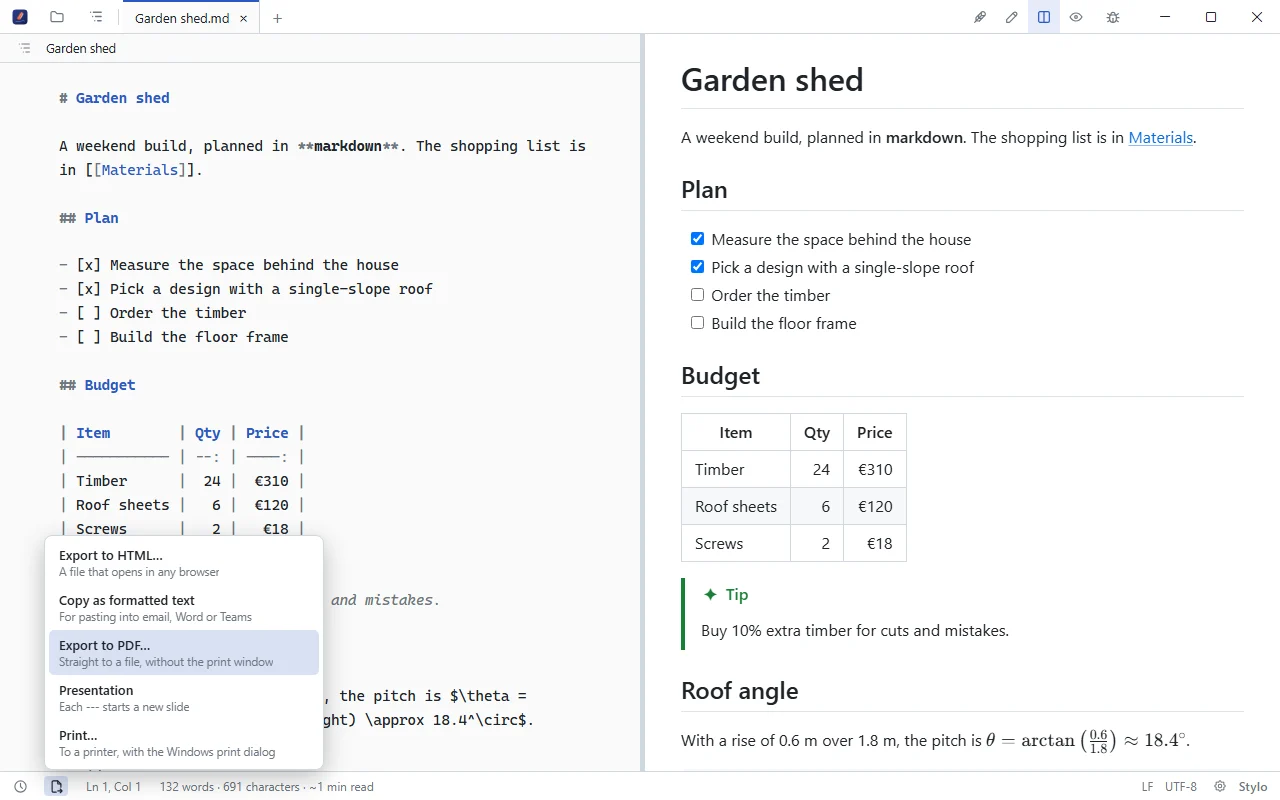 Garden shed.md
Garden shed
# Garden shed
A weekend build, planned in **markdown**. The shopping list is
in [[Materials]].
## Plan
- [x] Measure the space behind the house
- [x] Pick a design with a single-slope roof
- [ ] Order the timber
- [ ] Build the floor frame
## Budget
| Item | Qty | Price |
| ----------- | --: | ----: |
| Timber | 24 | €310 |
| Roof sheets | 6 | €120 |
| Screws | 2 | €18 |
and mistakes.
, the pitch is $\theta =
ght) \approx 18.4^\circ$.
Export to HTML...
A file that opens in any browser
Copy as formatted text
For pasting into email, Word or Teams
Export to PDF...
Straight to a file, without the print window
Presentation
Each --- starts a new slide
Print...
To a printer, with the Windows print dialog
Garden shed
A weekend build, planned in markdown. The shopping list is in Materials.
Plan
Measure the space behind the house
Pick a design with a single-slope roof
Order the timber
Build the floor frame
Budget
Item Qty Price
Timber 24 €310
Roof sheets 6 €120
Screws 2 €18
Tip
Buy 10% extra timber for cuts and mistakes.
Roof angle
With a rise of 0.6 m over 1.8 m, the pitch is θ = arctan (0.6/1.8) ≈ 18.4°.
Ln 1, Col 1 132 words · 691 characters · ~1 min read
LF UTF-8 Stylo